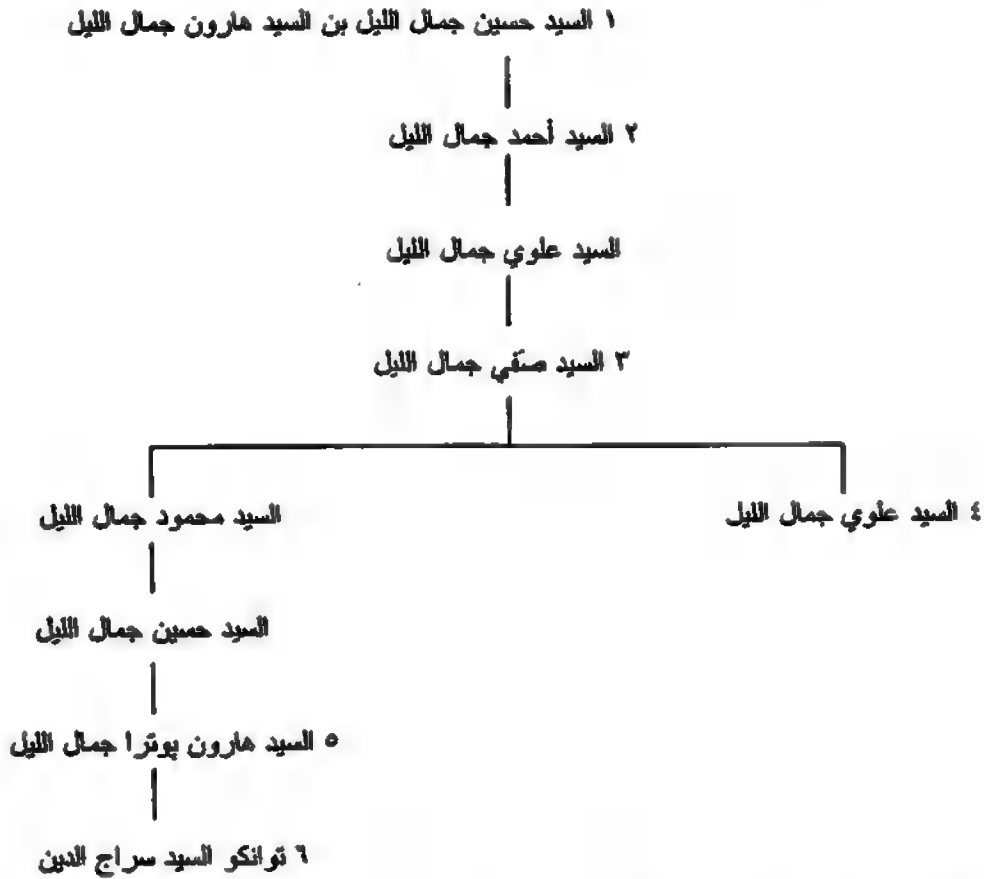 ١ السيد حسين جمال الليل بن السيد هارون جمال الليل
٢ السيد أحمد جمال الليل
السيد علوي جمال الليل
٣ السيد صفي جمال الليل
٤ السيد علوي جمال الليل
السيد محمود جمال الليل
السيد حسين جمال الليل
٥ السيد هارون بوترا جمال الليل
٦ توانكو السيد سراج الدين